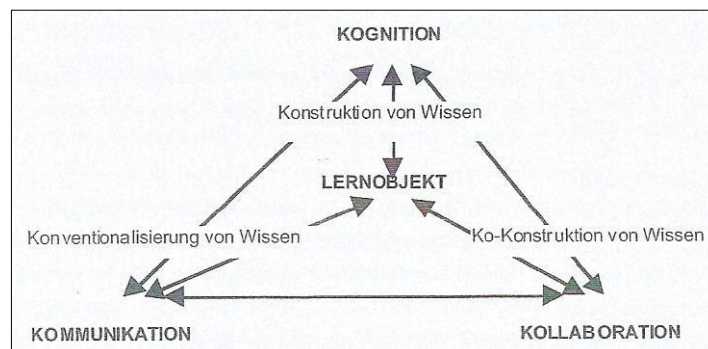 KOGNITION
Konstruktion von Wissen
LERNOBJEKT
Konventionalisierung von Wissen
Ko-Konstruktion von Wissen
KOMMUNIKATION
KOLLABORATION